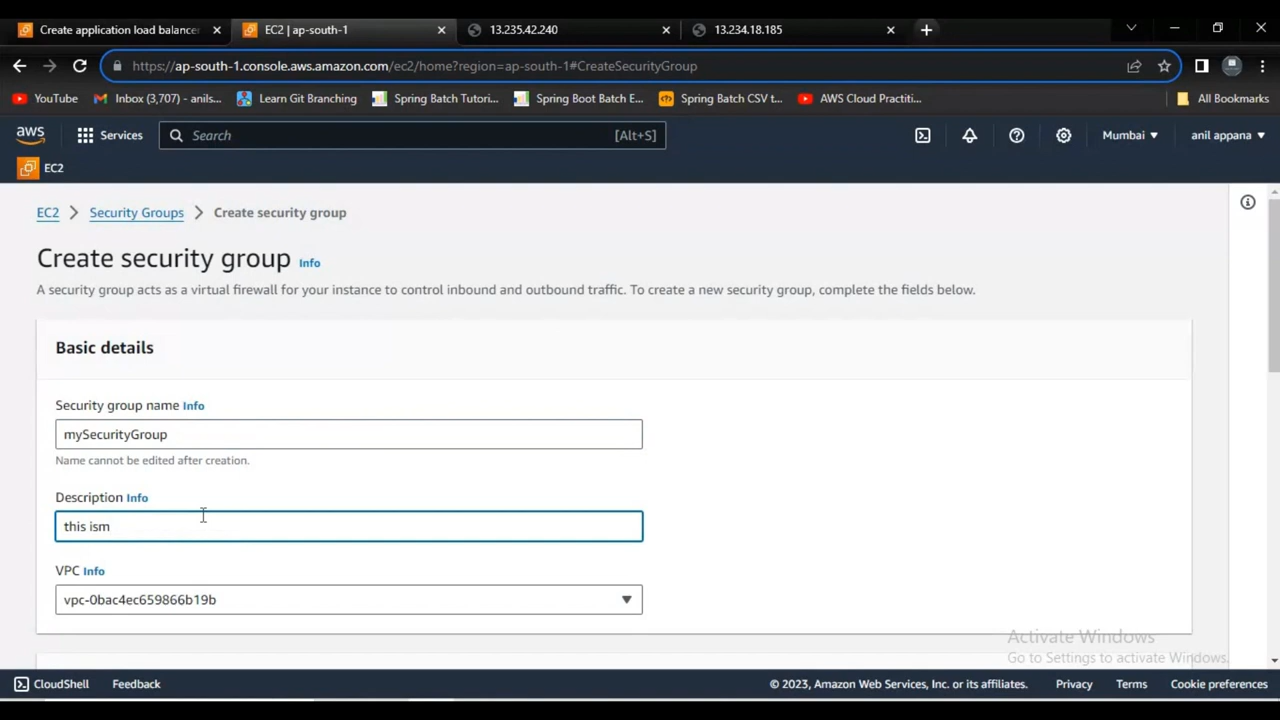 Create application load balance
EC2 | ap-south-1
13.235.42.240
13.234.18.185
https://ap-south-1.console.aws.amazon.com/ec2/home?region=ap-south-1#CreateSecurityGroup
YouTube
Inbox (3,707) - anils...
Learn Git Branching
Spring Batch Tutori...
Spring Boot Batch E...
Spring Batch CSV t...
AWS Cloud Practiti...
All Bookmarks
aws
Services
Search
[Alt+S]
Mumbai
anil appana
EC2
EC2 > Security Groups > Create security group
Create security group Info
A security group acts as a virtual firewall for your instance to control inbound and outbound traffic. To create a new security group, complete the fields below.
Basic details
Security group name Info
mySecurityGroup
Name cannot be edited after creation.
Description Info
this ism
VPC Info
vpc-0bac4ec659866b19b
Activate Windows
Go to Settings to activate Windows.
CloudShell
Feedback
© 2023, Amazon Web Services, Inc. or its affiliates.
Privacy
Terms
Cookie preferences